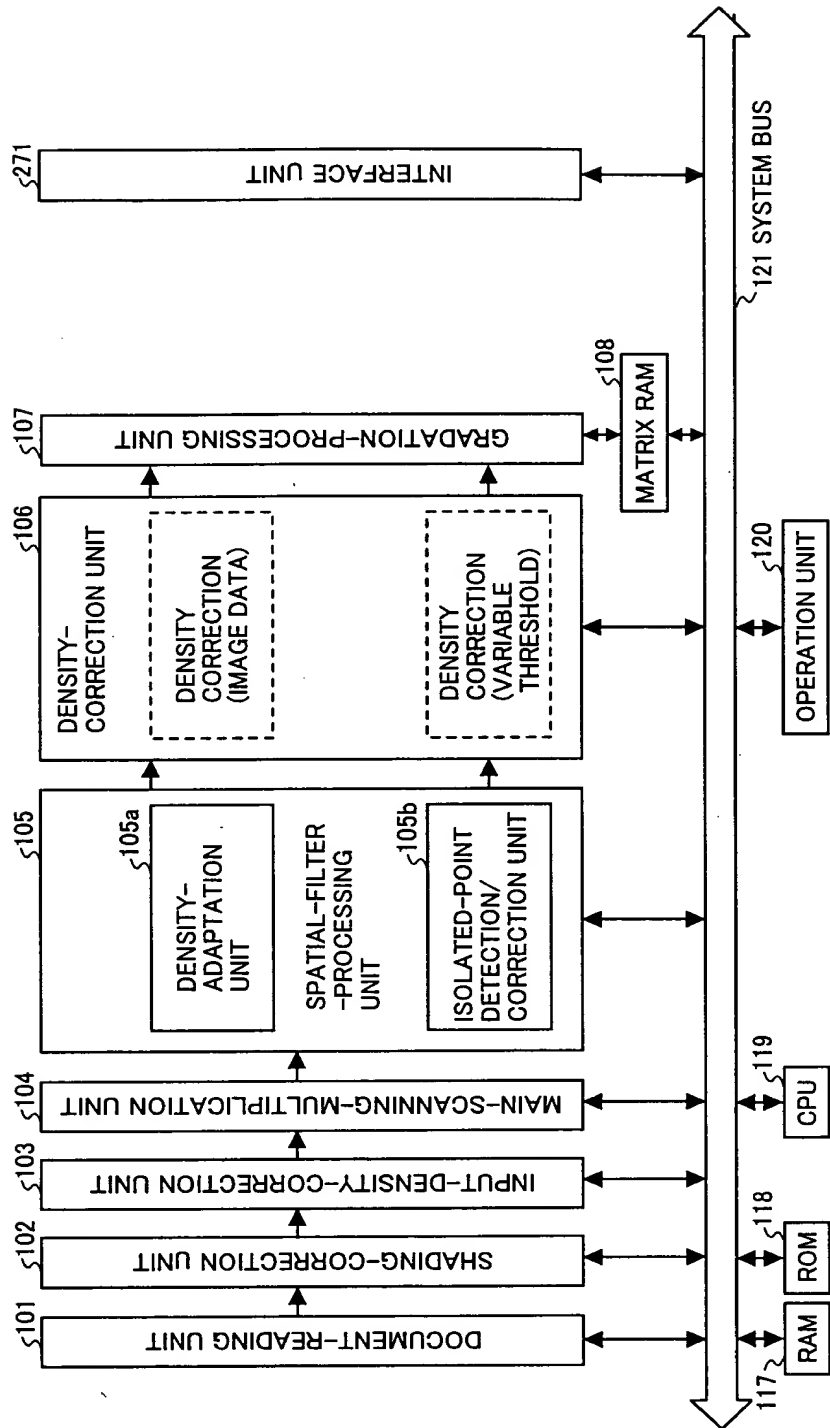 101
DOCUMENT-READING UNIT
102
SHADING-CORRECTION UNIT
103
INPUT-DENSITY-CORRECTION UNIT
104
MAIN-SCANNING-MULTIPLICATION UNIT
105
105a
DENSITY-
ADAPTATION
UNIT
SPATIAL-FILTER
-PROCESSING
UNIT
105b
ISOLATED-POINT
DETECTION/
CORRECTION UNIT
106
DENSITY-
CORRECTION UNIT
DENSITY
CORRECTION
(IMAGE DATA)
DENSITY
CORRECTION
(VARIABLE
THRESHOLD)
107
GRADATION-PROCESSING UNIT
108
MATRIX RAM
271
INTERFACE UNIT
121 SYSTEM BUS
117
RAM
118
ROM
119
CPU
120
OPERATION UNIT